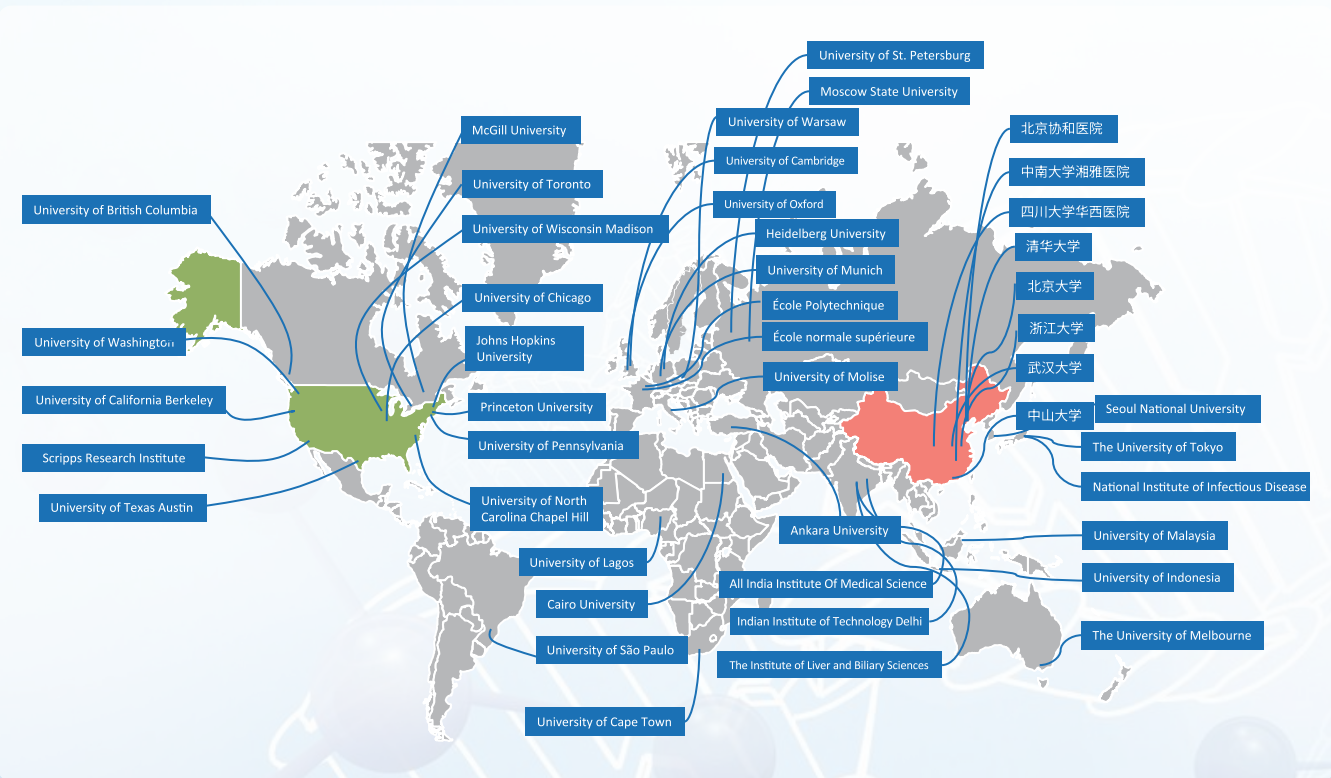 University of St. Petersburg
Moscow State University
University of Warsaw
University of Cambridge
University of Oxford
Heidelberg University
University of Munich
École Polytechnique
École normale supérieure
University of Molise
McGill University
University of Toronto
University of Wisconsin Madison
University of Chicago
Johns Hopkins
University
Princeton University
University of Pennsylvania
University of North
Carolina Chapel Hill
University of British Columbia
University of Washington
University of California Berkeley
Scripps Research Institute
University of Texas Austin
北京协和医院
中南大学湘雅医院
四川大学华西医院
清华大学
北京大学
浙江大学
武汉大学
中山大学
Seoul National University
The University of Tokyo
National Institute of Infectious Disease
University of Malaysia
University of Indonesia
The University of Melbourne
Ankara University
All India Institute Of Medical Science
Indian Institute of Technology Delhi
The Institute of Liver and Biliary Sciences
University of Lagos
Cairo University
University of São Paulo
University of Cape Town